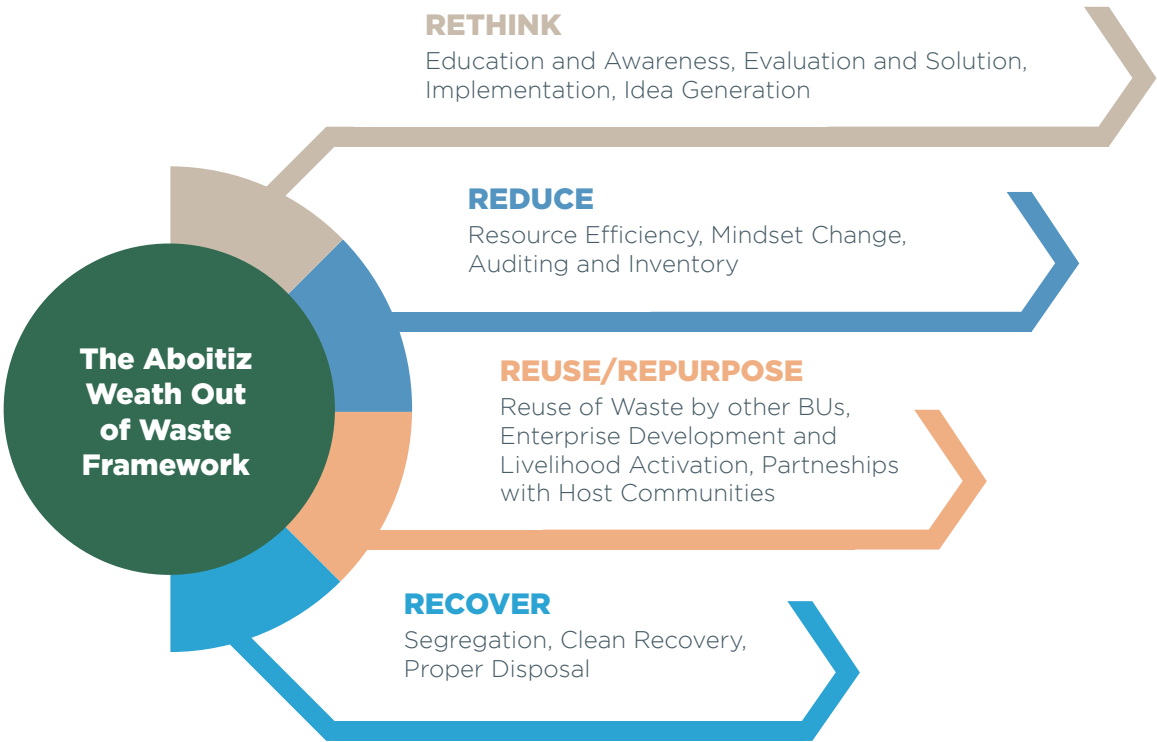 RETHINK
Education and Awareness, Evaluation and Solution,
Implementation, Idea Generation
REDUCE
Resource Efficiency, Mindset Change,
Auditing and Inventory
The Aboitiz
Weath Out
of Waste
Framework
REUSE/REPURPOSE
Reuse of Waste by other BUs,
Enterprise Development and
Livelihood Activation, Partneships
with Host Communities
RECOVER
Segregation, Clean Recovery,
Proper Disposal